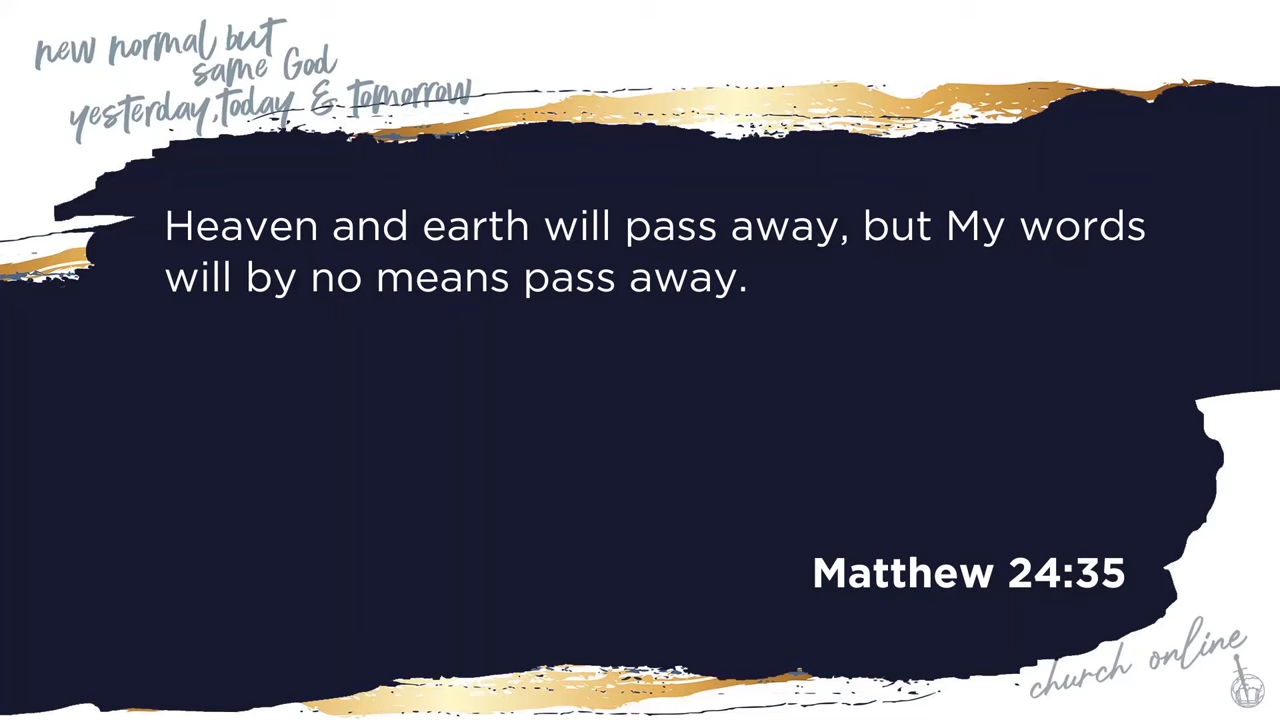 new normal but
same God
yesterday, today & tomorrow
Heaven and earth will pass away, but My words
will by no means pass away.
Matthew 24:35
church online